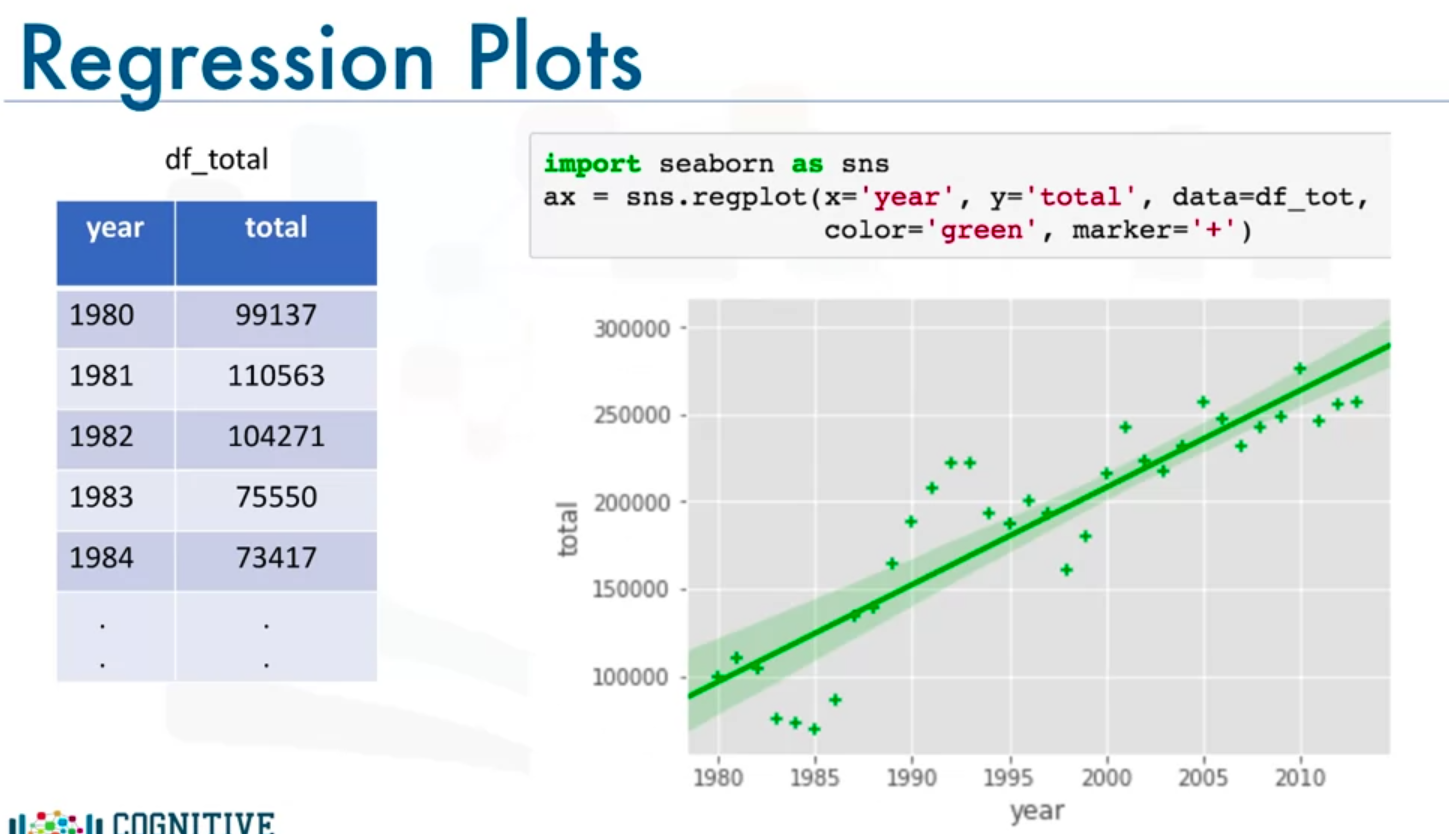 Regression Plots
df_total
year total
1980 99137
1981 110563
1982 104271
1983 75550
1984 73417
. .
. .
import seaborn as sns
ax = sns.regplot(x='year', y='total', data=df_tot,
color='green', marker='+')
300000
250000
200000
150000
100000
total
1980 1985 1990 1995 2000 2005 2010
year
COGNITIVE